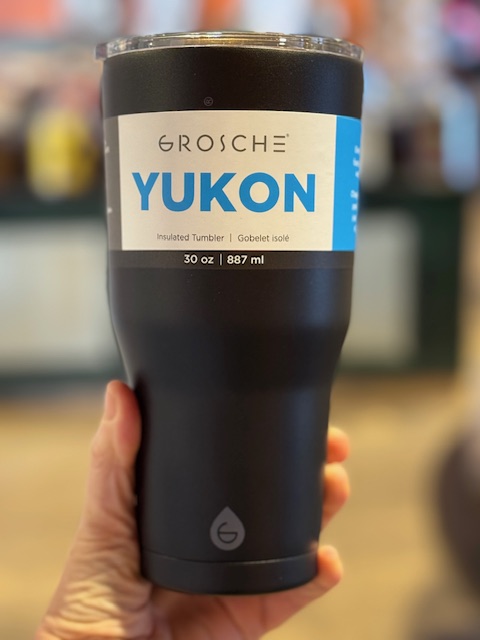 GROSCHE®
YUKON
Insulated Tumbler | Gobelet isolé
30 oz | 887 ml